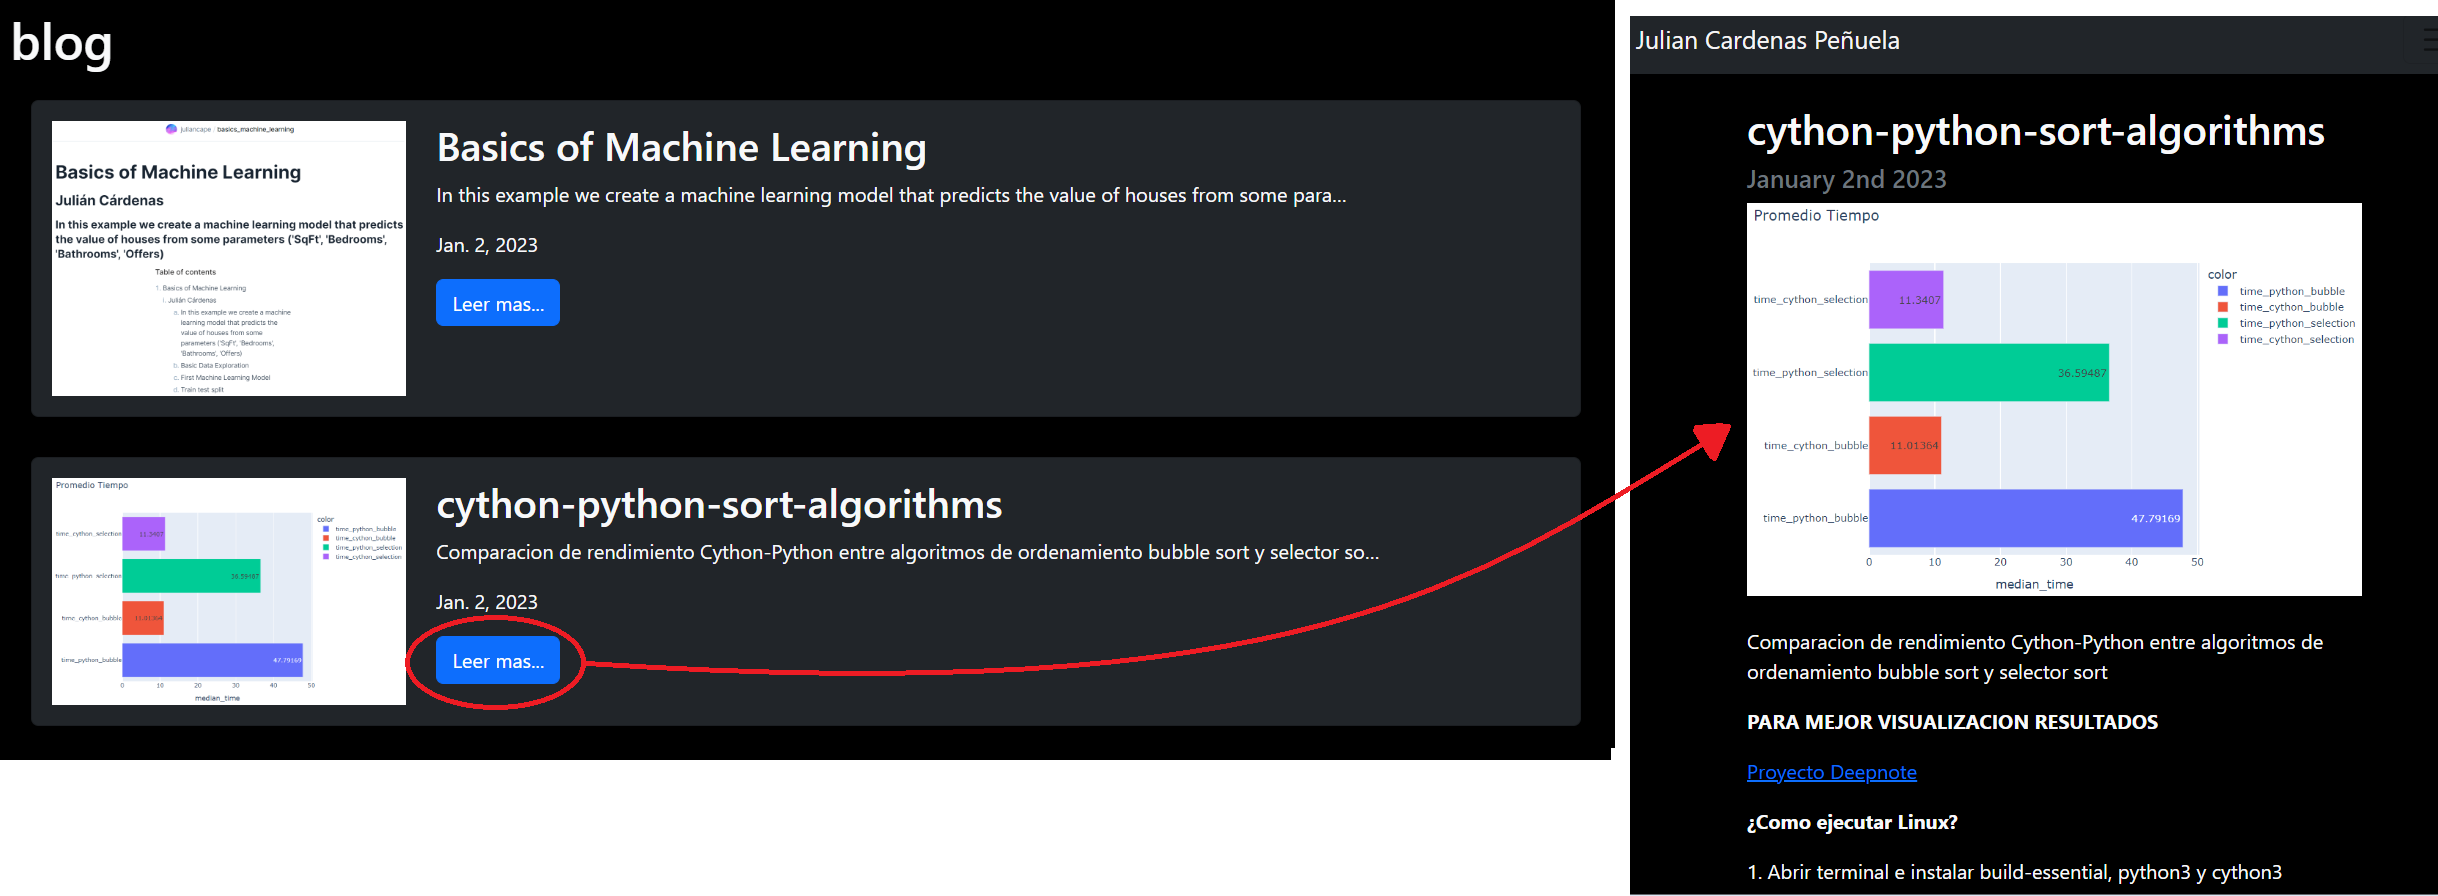 blog
juliancape / basics_machine_learning
Basics of Machine Learning
Julián Cárdenas
In this example we create a machine learning model that predicts
the value of houses from some parameters ('SqFt', 'Bedrooms',
'Bathrooms', 'Offers)
Table of contents
1. Basics of Machine Learning
i. Julián Cárdenas
a. In this example we create a machine
learning model that predicts the
value of houses from some
parameters ('SqFt', 'Bedrooms',
'Bathrooms', 'Offers)
b. Basic Data Exploration
c. First Machine Learning Model
d. Train test split
Basics of Machine Learning
In this example we create a machine learning model that predicts the value of houses from some para...
Jan. 2, 2023
Leer mas...
Promedio Tiempo
color
time_python_bubble
time_cython_bubble
time_python_selection
time_cython_selection
time_cython_selection 11.3407
time_python_selection 36.59487
time_cython_bubble 11.01364
time_python_bubble 47.79169
0 10 20 30 40 50
median_time
cython-python-sort-algorithms
Comparacion de rendimiento Cython-Python entre algoritmos de ordenamiento bubble sort y selector so...
Jan. 2, 2023
Leer mas...
Julian Cardenas Peñuela
cython-python-sort-algorithms
January 2nd 2023
Promedio Tiempo
color
time_python_bubble
time_cython_bubble
time_python_selection
time_cython_selection
time_cython_selection 11.3407
time_python_selection 36.59487
time_cython_bubble 11.01364
time_python_bubble 47.79169
0 10 20 30 40 50
median_time
Comparacion de rendimiento Cython-Python entre algoritmos de
ordenamiento bubble sort y selector sort
PARA MEJOR VISUALIZACION RESULTADOS
Proyecto Deepnote
¿Como ejecutar Linux?
1. Abrir terminal e instalar build-essential, python3 y cython3